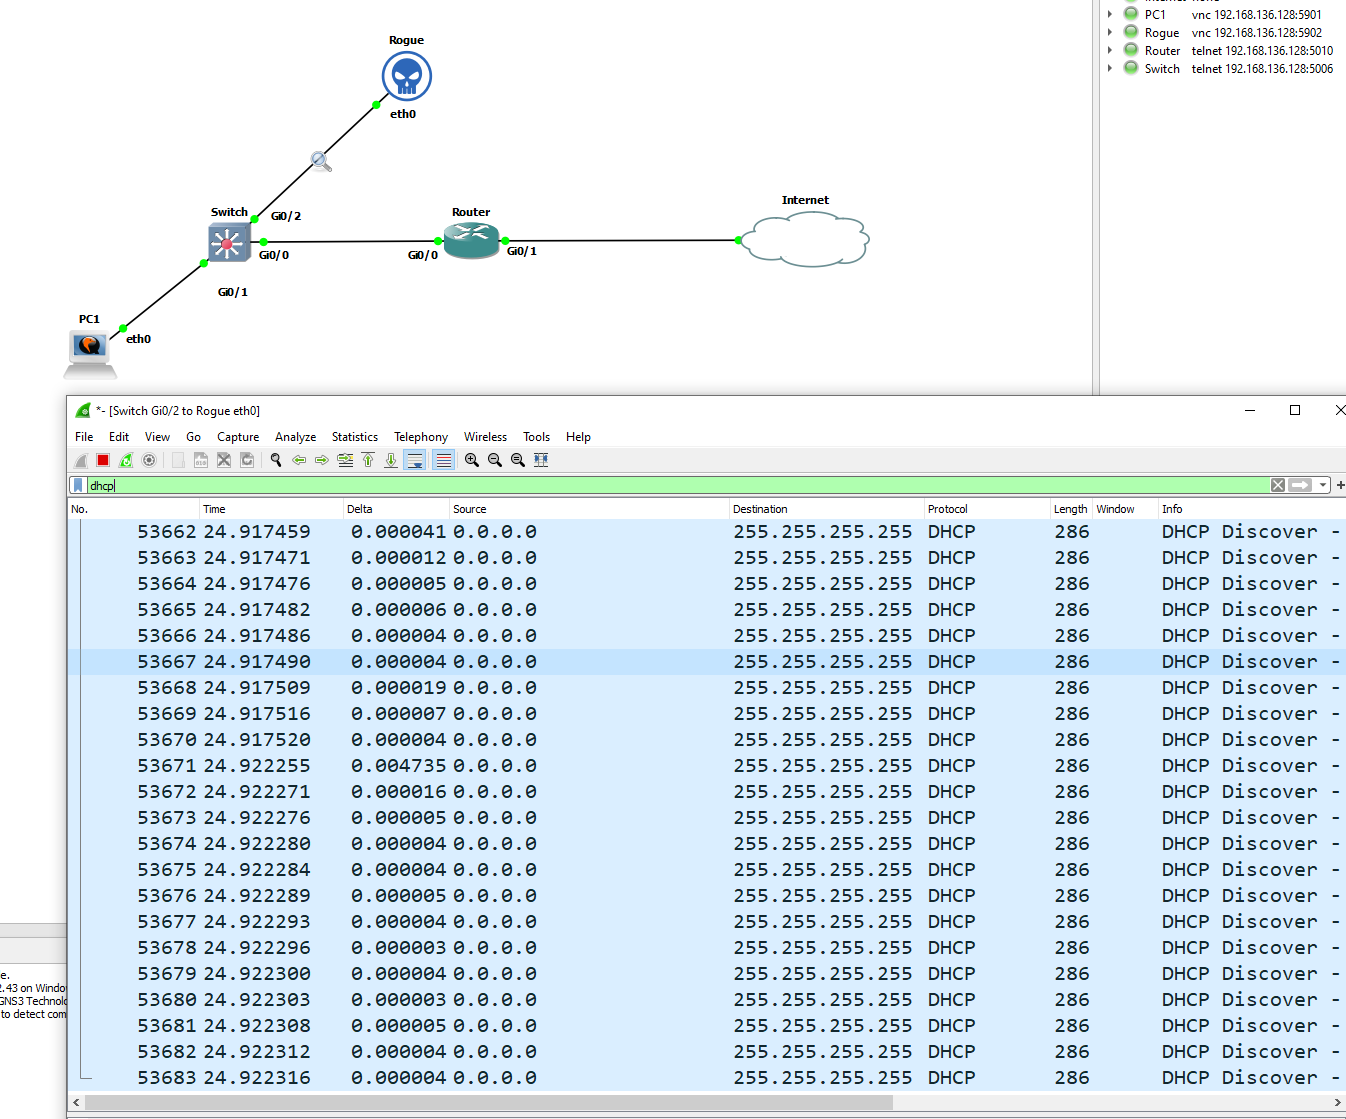 Internet none
PC1 vnc 192.168.136.128:5901
Rogue vnc 192.168.136.128:5902
Router telnet 192.168.136.128:5010
Switch telnet 192.168.136.128:5006
Rogue
eth0
Switch
Gi0/2
Router
Internet
Gi0/0
Gi0/0
Gi0/1
Gi0/1
PC1
eth0
*- [Switch Gi0/2 to Rogue eth0]
File Edit View Go Capture Analyze Statistics Telephony Wireless Tools Help
dhcp
No. Time Delta Source Destination Protocol Length Window Info
53662 24.917459 0.000041 0.0.0.0 255.255.255.255 DHCP 286 DHCP Discover -
53663 24.917471 0.000012 0.0.0.0 255.255.255.255 DHCP 286 DHCP Discover -
53664 24.917476 0.000005 0.0.0.0 255.255.255.255 DHCP 286 DHCP Discover -
53665 24.917482 0.000006 0.0.0.0 255.255.255.255 DHCP 286 DHCP Discover -
53666 24.917486 0.000004 0.0.0.0 255.255.255.255 DHCP 286 DHCP Discover -
53667 24.917490 0.000004 0.0.0.0 255.255.255.255 DHCP 286 DHCP Discover -
53668 24.917509 0.000019 0.0.0.0 255.255.255.255 DHCP 286 DHCP Discover -
53669 24.917516 0.000007 0.0.0.0 255.255.255.255 DHCP 286 DHCP Discover -
53670 24.917520 0.000004 0.0.0.0 255.255.255.255 DHCP 286 DHCP Discover -
53671 24.922255 0.004735 0.0.0.0 255.255.255.255 DHCP 286 DHCP Discover -
53672 24.922271 0.000016 0.0.0.0 255.255.255.255 DHCP 286 DHCP Discover -
53673 24.922276 0.000005 0.0.0.0 255.255.255.255 DHCP 286 DHCP Discover -
53674 24.922280 0.000004 0.0.0.0 255.255.255.255 DHCP 286 DHCP Discover -
53675 24.922284 0.000004 0.0.0.0 255.255.255.255 DHCP 286 DHCP Discover -
53676 24.922289 0.000005 0.0.0.0 255.255.255.255 DHCP 286 DHCP Discover -
53677 24.922293 0.000004 0.0.0.0 255.255.255.255 DHCP 286 DHCP Discover -
53678 24.922296 0.000003 0.0.0.0 255.255.255.255 DHCP 286 DHCP Discover -
53679 24.922300 0.000004 0.0.0.0 255.255.255.255 DHCP 286 DHCP Discover -
53680 24.922303 0.000003 0.0.0.0 255.255.255.255 DHCP 286 DHCP Discover -
53681 24.922308 0.000005 0.0.0.0 255.255.255.255 DHCP 286 DHCP Discover -
53682 24.922312 0.000004 0.0.0.0 255.255.255.255 DHCP 286 DHCP Discover -
53683 24.922316 0.000004 0.0.0.0 255.255.255.255 DHCP 286 DHCP Discover -
e.
2.43 on Windo
GNS3 Technolo
to detect com